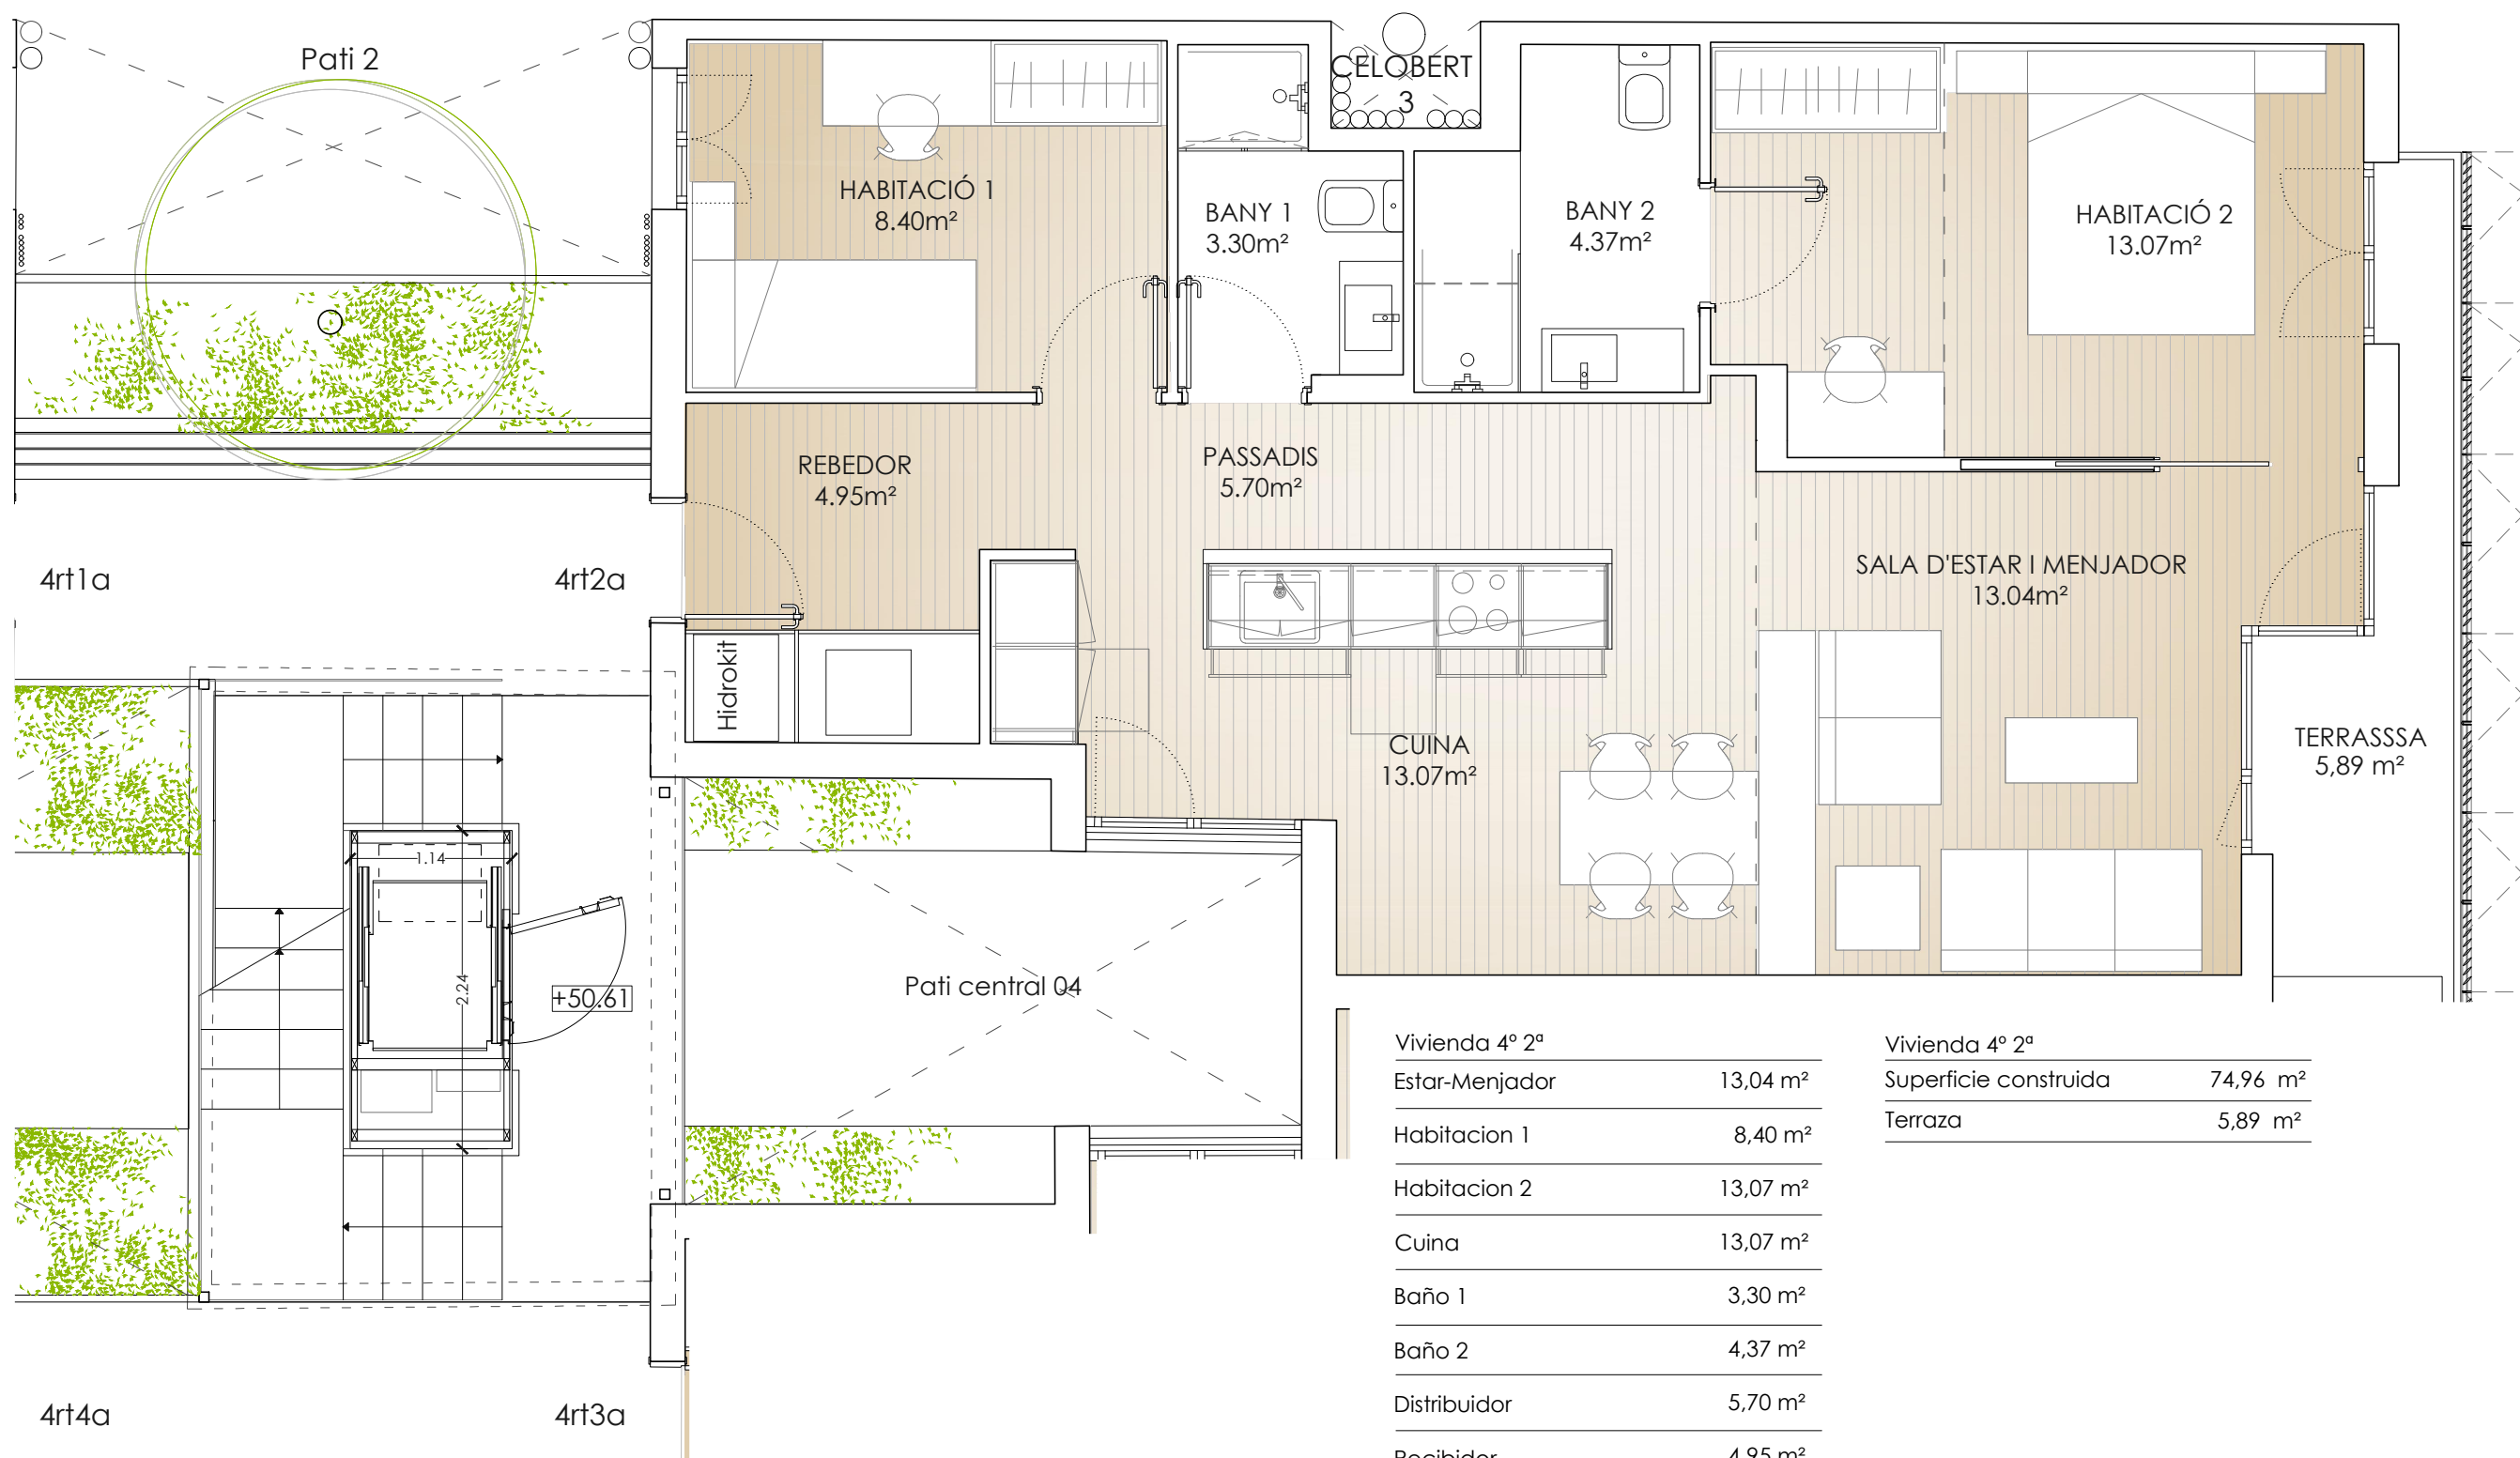 Pati 2
CELOBERT
3
HABITACIÓ 1
8.40m²
BANY 1
3.30m²
BANY 2
4.37m²
HABITACIÓ 2
13.07m²
REBEDOR
4.95m²
PASSADIS
5.70m²
4rt1a
4rt2a
SALA D'ESTAR I MENJADOR
13.04m²
Hidrokit
CUINA
13.07m²
TERRASSSA
5,89 m²
1.14
2.24
+50.61
Pati central 04
4rt4a
4rt3a
Vivienda 4º 2ª
Estar-Menjador 13,04 m²
Habitacion 1 8,40 m²
Habitacion 2 13,07 m²
Cuina 13,07 m²
Baño 1 3,30 m²
Baño 2 4,37 m²
Distribuidor 5,70 m²
Recibidor 4,95 m²
Vivienda 4º 2ª
Superficie construida 74,96 m²
Terraza 5,89 m²